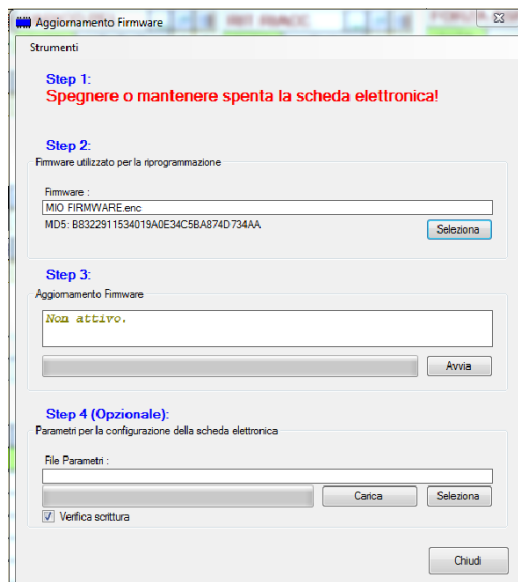 Aggiornamento Firmware
Strumenti
Step 1:
Spegnere o mantenere spenta la scheda elettronica!
Step 2:
Firmware utilizzato per la riprogrammazione
Firmware :
MIO FIRMWARE.enc
MD5: B8322911534019A0E34C5BA874D734AA
Seleziona
Step 3:
Aggiornamento Firmware
Non attivo.
Avvia
Step 4 (Opzionale):
Parametri per la configurazione della scheda elettronica
File Parametri :
Carica
Seleziona
Verifica scrittura
Chiudi